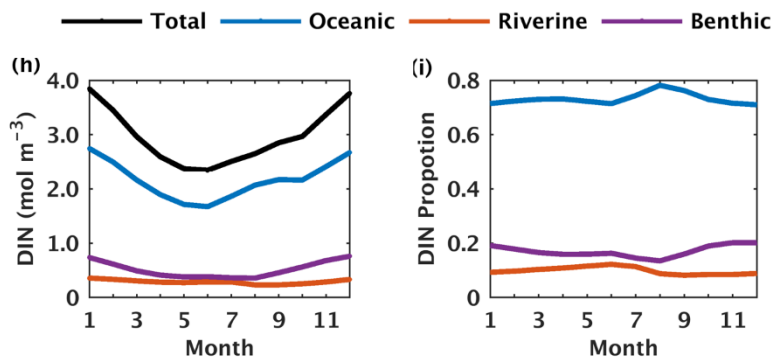 Total Oceanic Riverine Benthic
(h)
4.0
3.0
2.0
1.0
0
DIN (mol m⁻³)
1 3 5 7 9 11
Month
(i)
0.8
0.6
0.4
0.2
0
DIN Propotion
1 3 5 7 9 11
Month